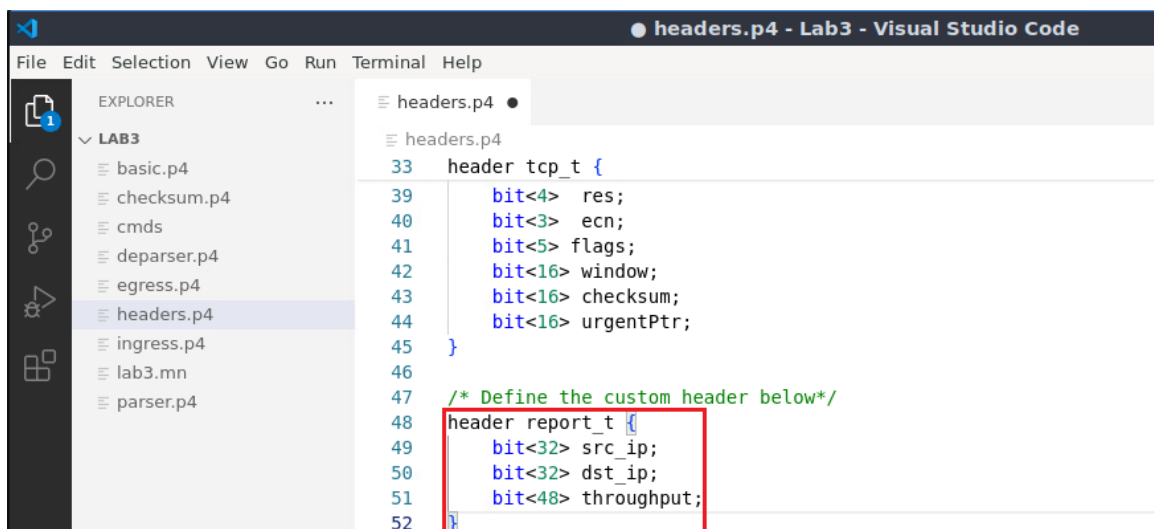 ● headers.p4 - Lab3 - Visual Studio Code
File Edit Selection View Go Run Terminal Help
EXPLORER ...
1
LAB3
basic.p4
checksum.p4
cmds
deparser.p4
egress.p4
headers.p4
ingress.p4
lab3.mn
parser.p4
headers.p4 ●
headers.p4
33 header tcp_t {
39 bit<4>  res;
40 bit<3>  ecn;
41 bit<5> flags;
42 bit<16> window;
43 bit<16> checksum;
44 bit<16> urgentPtr;
45 }
46
47 /* Define the custom header below*/
48 header report_t {
49 bit<32> src_ip;
50 bit<32> dst_ip;
51 bit<48> throughput;
52 }